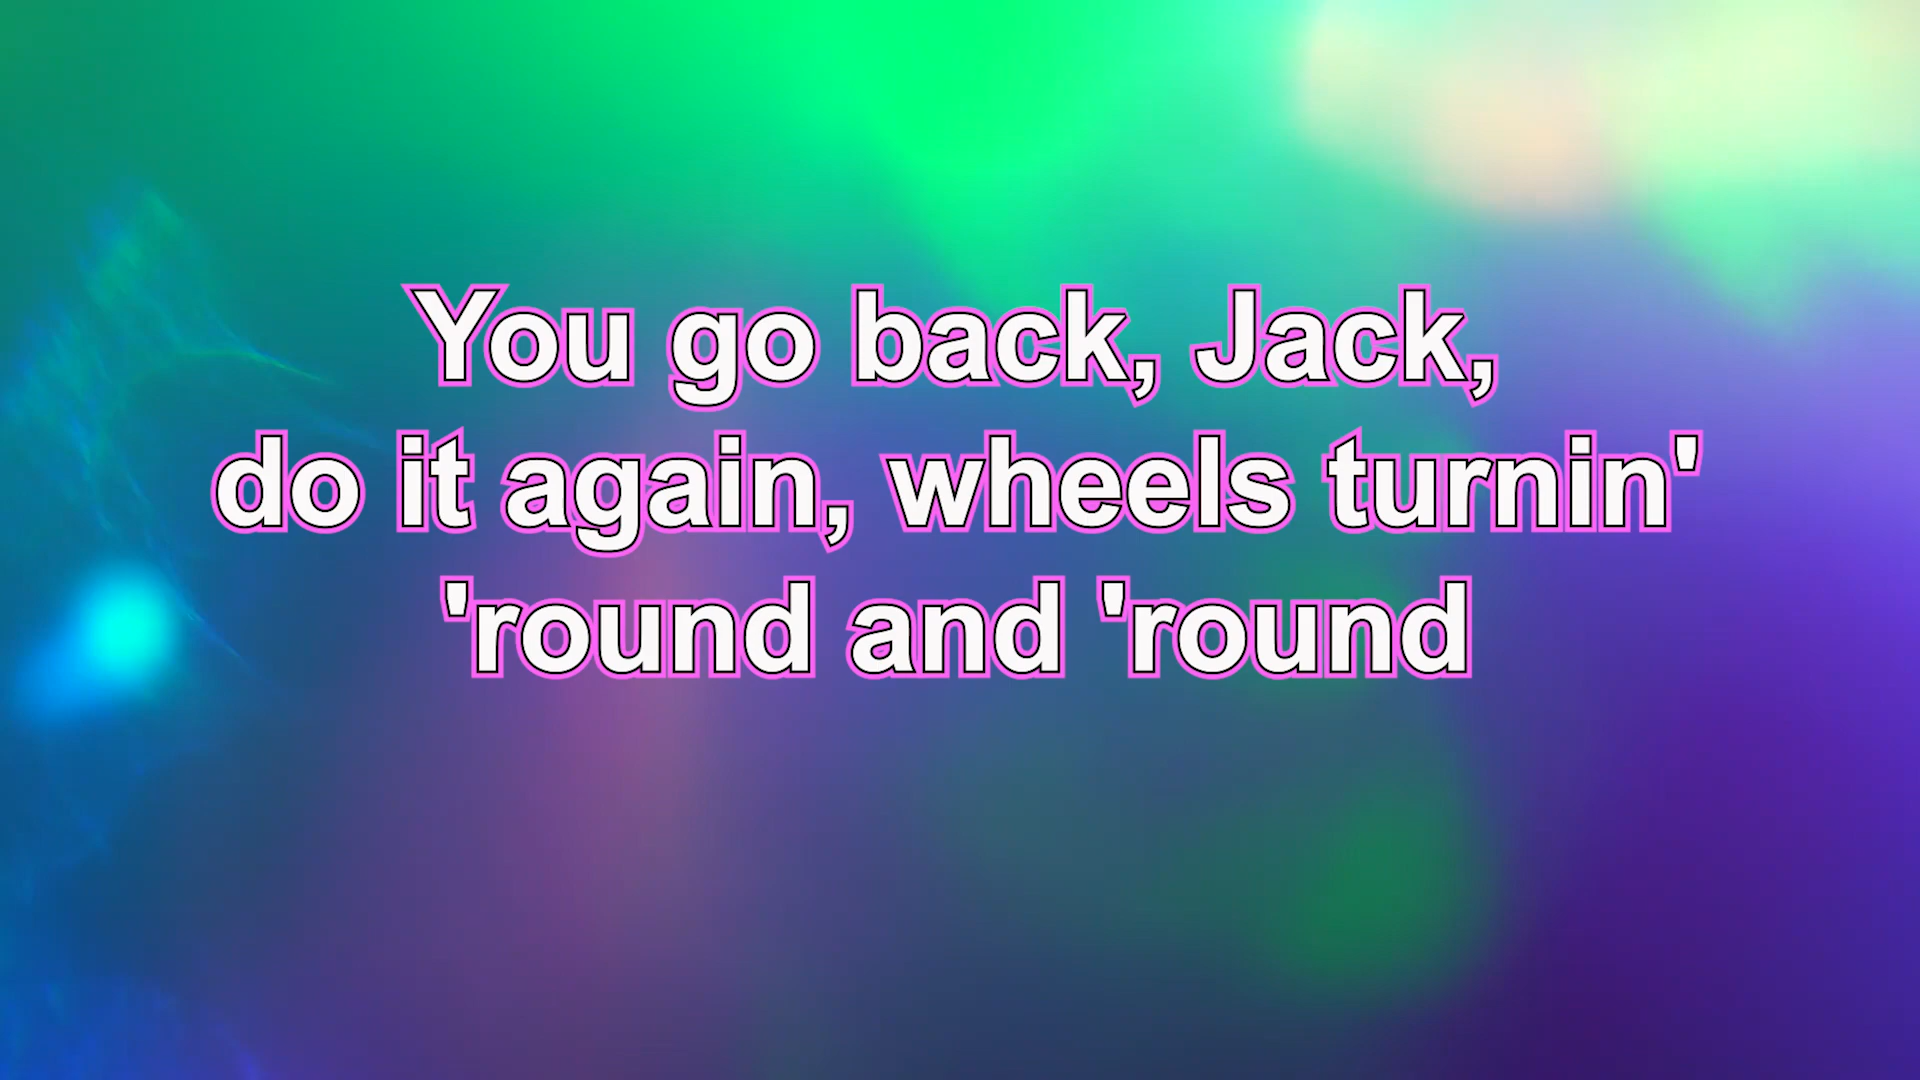 You go back, Jack,
do it again, wheels turnin'
'round and 'round